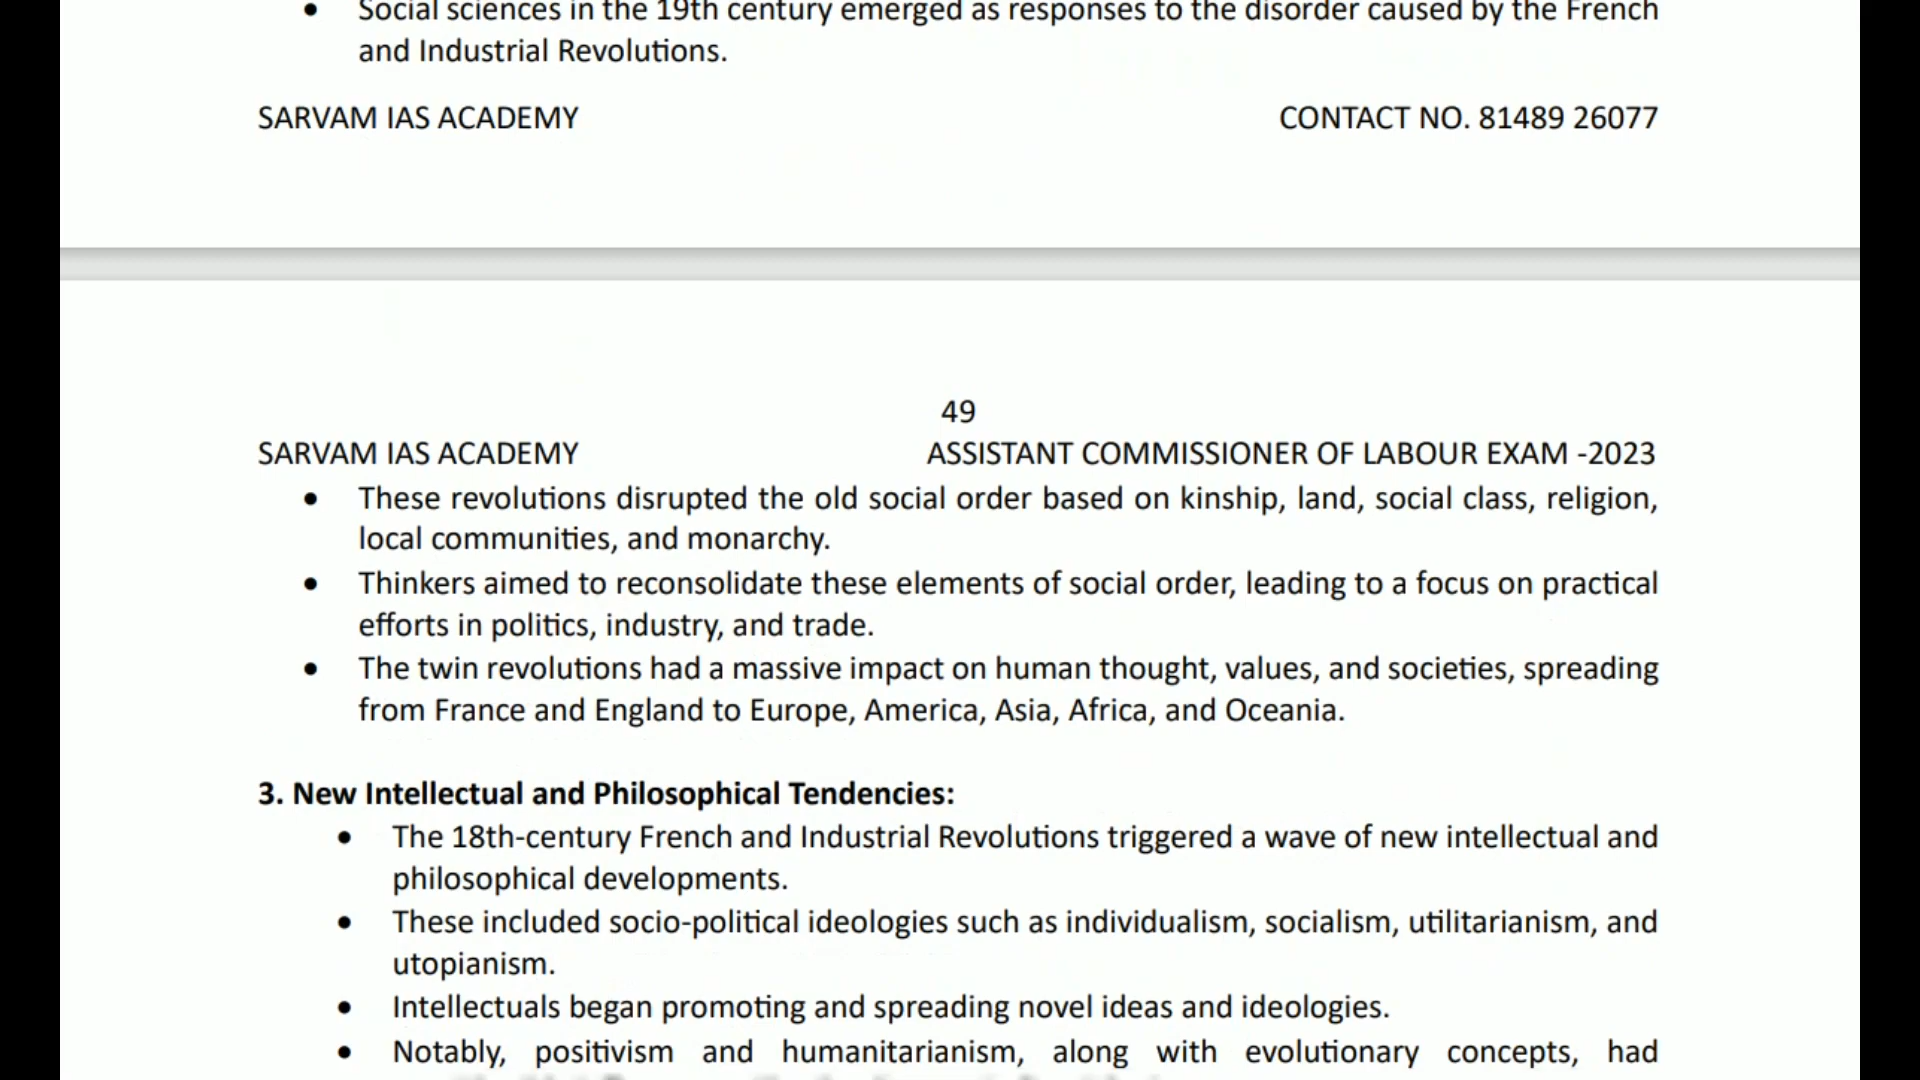 Social sciences in the 19th century emerged as responses to the disorder caused by the French
and Industrial Revolutions.
SARVAM IAS ACADEMY CONTACT NO. 81489 26077
49
SARVAM IAS ACADEMY ASSISTANT COMMISSIONER OF LABOUR EXAM -2023
• These revolutions disrupted the old social order based on kinship, land, social class, religion,
local communities, and monarchy.
• Thinkers aimed to reconsolidate these elements of social order, leading to a focus on practical
efforts in politics, industry, and trade.
• The twin revolutions had a massive impact on human thought, values, and societies, spreading
from France and England to Europe, America, Asia, Africa, and Oceania.
3. New Intellectual and Philosophical Tendencies:
• The 18th-century French and Industrial Revolutions triggered a wave of new intellectual and
philosophical developments.
• These included socio-political ideologies such as individualism, socialism, utilitarianism, and
utopianism.
• Intellectuals began promoting and spreading novel ideas and ideologies.
• Notably, positivism and humanitarianism, along with evolutionary concepts, had